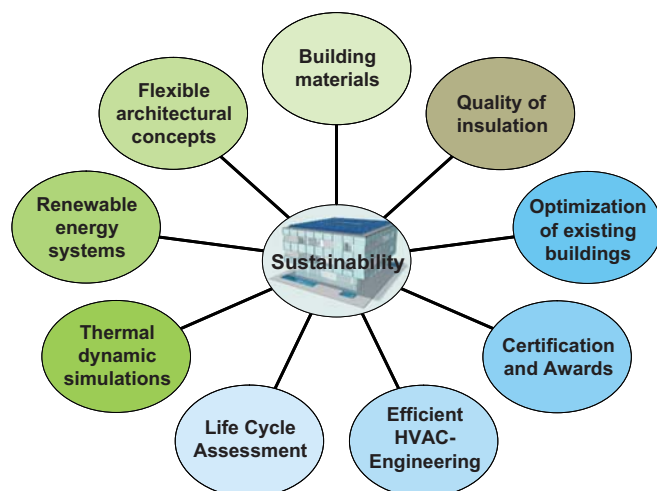 Building
materials
Flexible
architectural
concepts
Quality of
insulation
Renewable
energy
systems
Optimization
of existing
buildings
Sustainability
Thermal
dynamic
simulations
Certification
and Awards
Life Cycle
Assessment
Efficient
HVAC-
Engineering